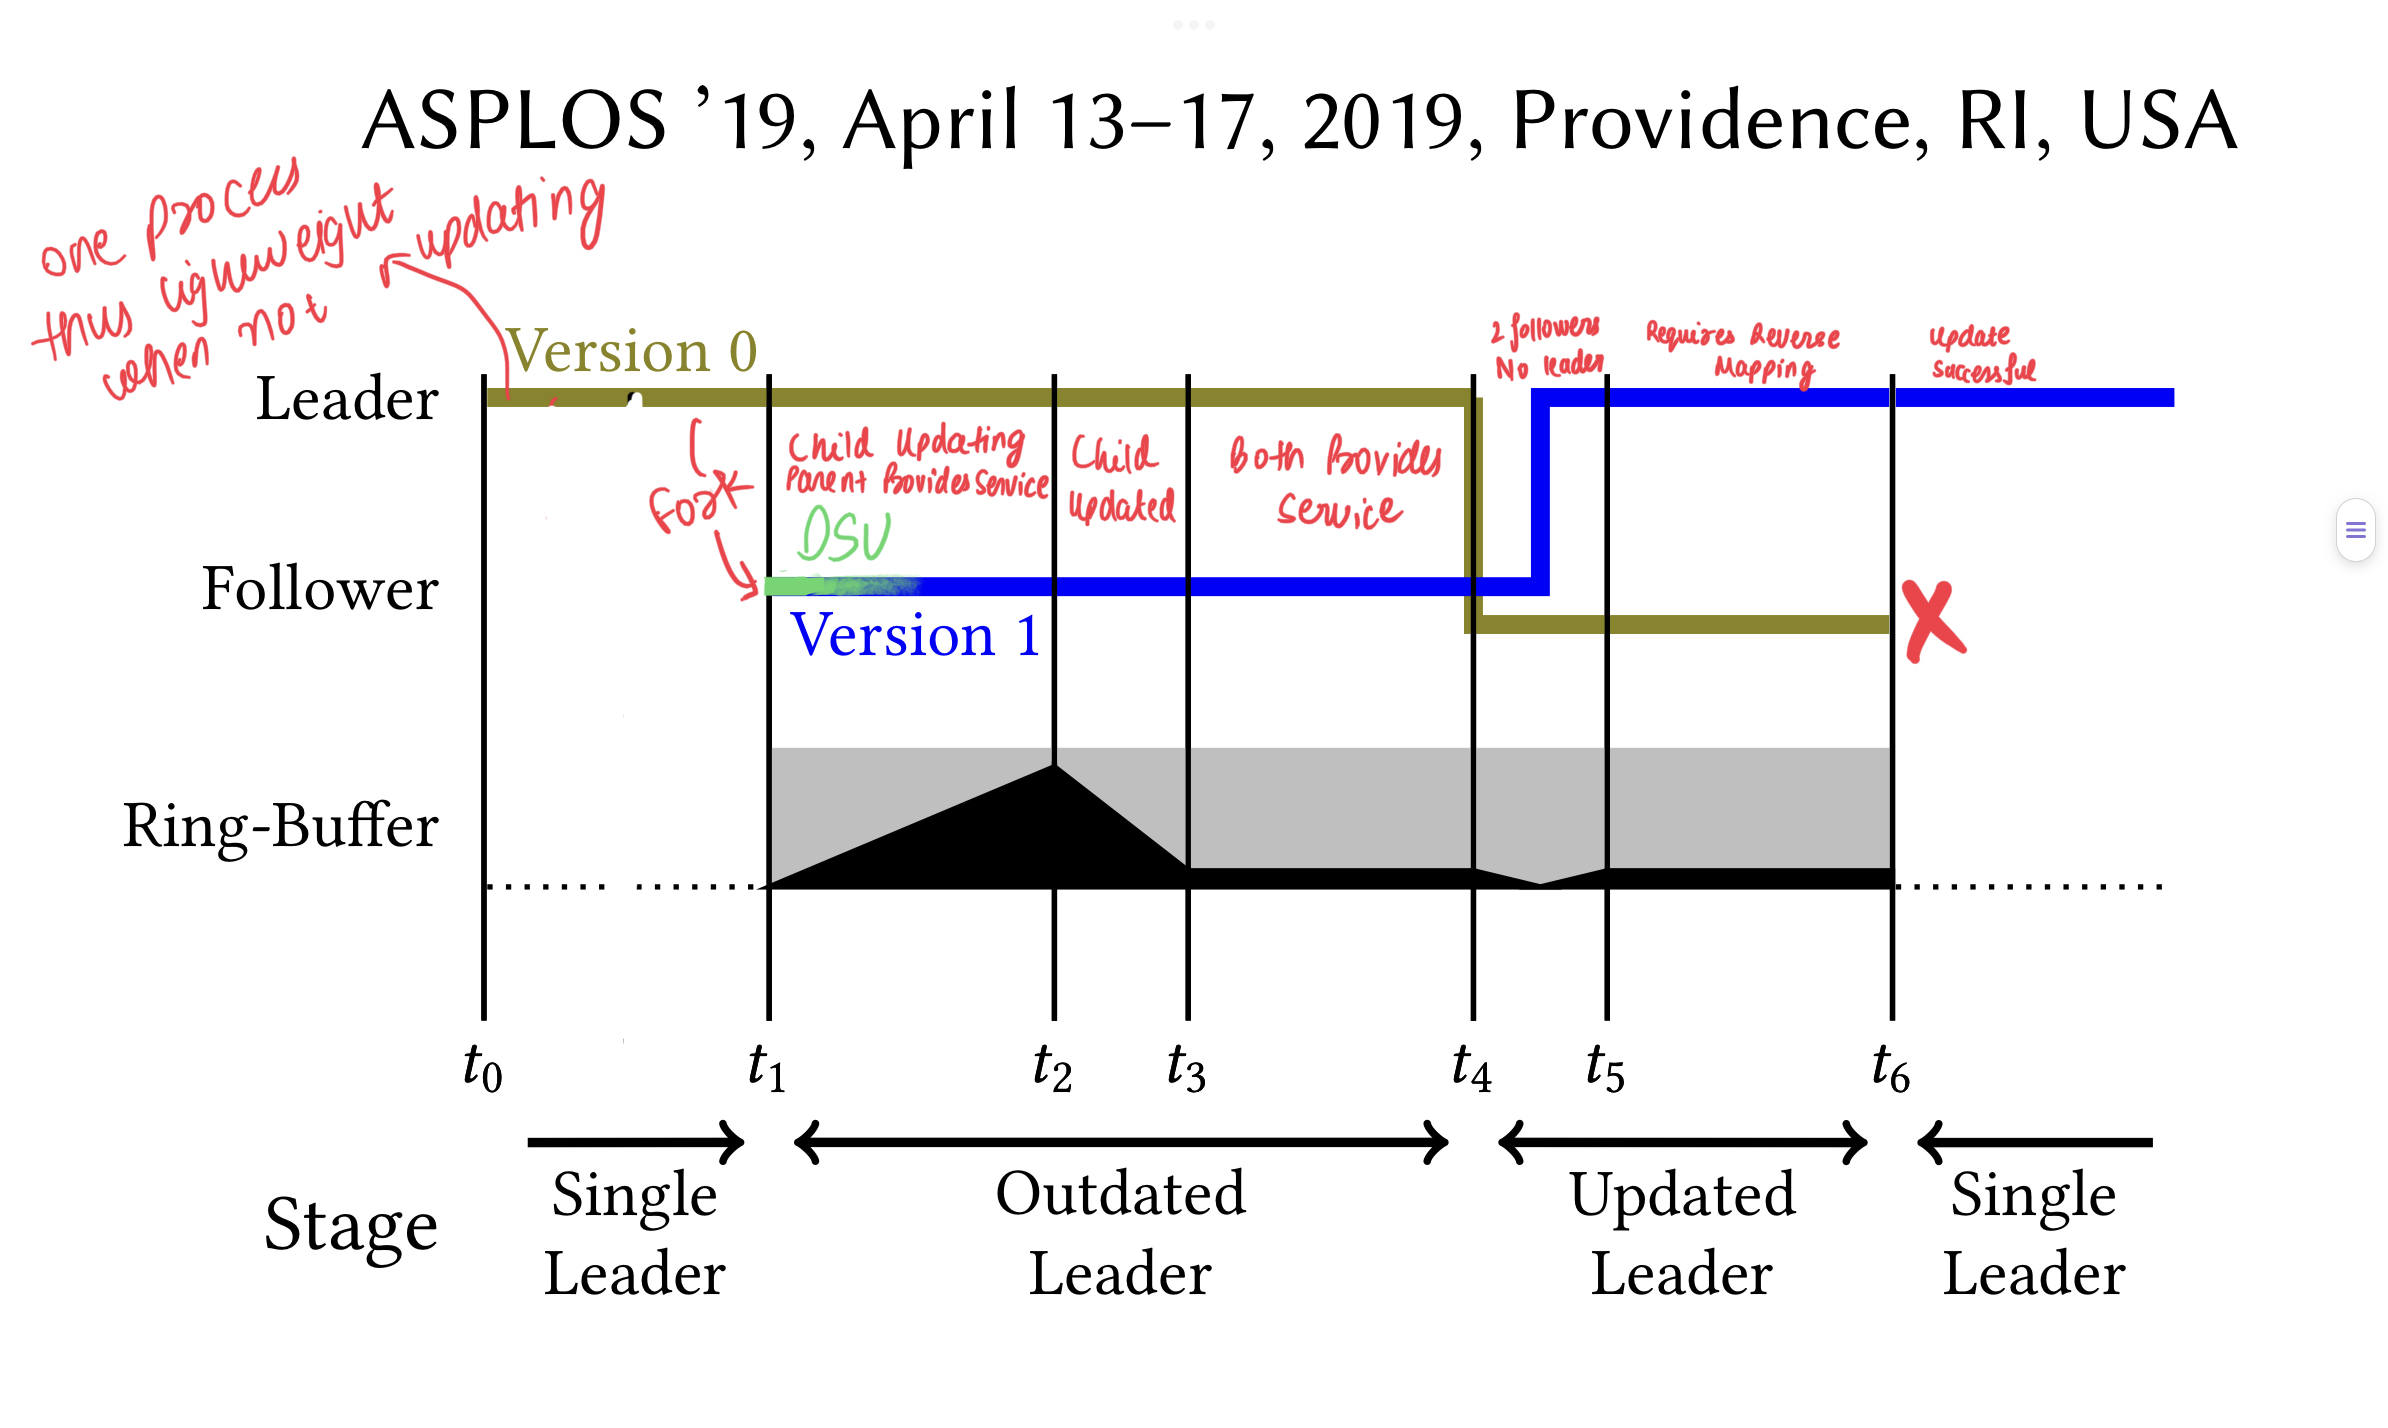 ASPLOS ’19, April 13–17, 2019, Providence, RI, USA
one process
thus lightweight
when not updating
Version 0
2 followers
No leader
Requires Reverse
Mapping
Update
Successful
Leader
Fork
Child Updating
Parent Provides Service
DSU
Child
Updated
Both Provides
Service
Follower
Version 1
Ring-Buffer
t0 t1 t2 t3 t4 t5 t6
Stage
Single
Leader
Outdated
Leader
Updated
Leader
Single
Leader